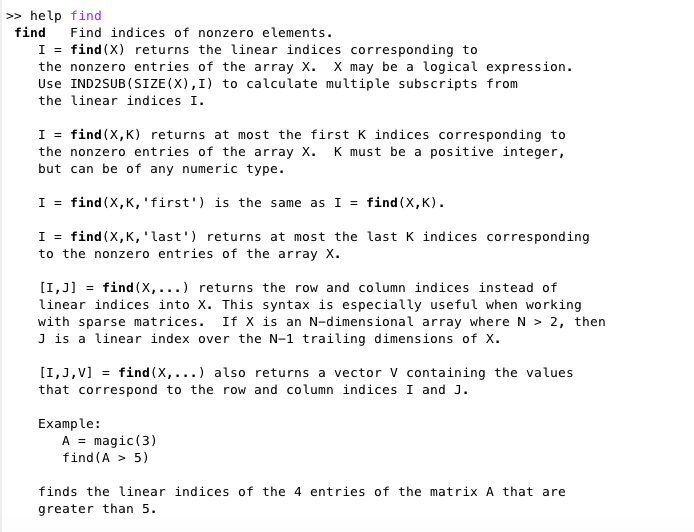 >> help find
find   Find indices of nonzero elements.
I = find(X) returns the linear indices corresponding to
the nonzero entries of the array X.  X may be a logical expression.
Use IND2SUB(SIZE(X),I) to calculate multiple subscripts from
the linear indices I.
I = find(X,K) returns at most the first K indices corresponding to
the nonzero entries of the array X.  K must be a positive integer,
but can be of any numeric type.
I = find(X,K,'first') is the same as I = find(X,K).
I = find(X,K,'last') returns at most the last K indices corresponding
to the nonzero entries of the array X.
[I,J] = find(X,...) returns the row and column indices instead of
linear indices into X. This syntax is especially useful when working
with sparse matrices.  If X is an N-dimensional array where N > 2, then
J is a linear index over the N-1 trailing dimensions of X.
[I,J,V] = find(X,...) also returns a vector V containing the values
that correspond to the row and column indices I and J.
Example:
A = magic(3)
find(A > 5)
finds the linear indices of the 4 entries of the matrix A that are
greater than 5.